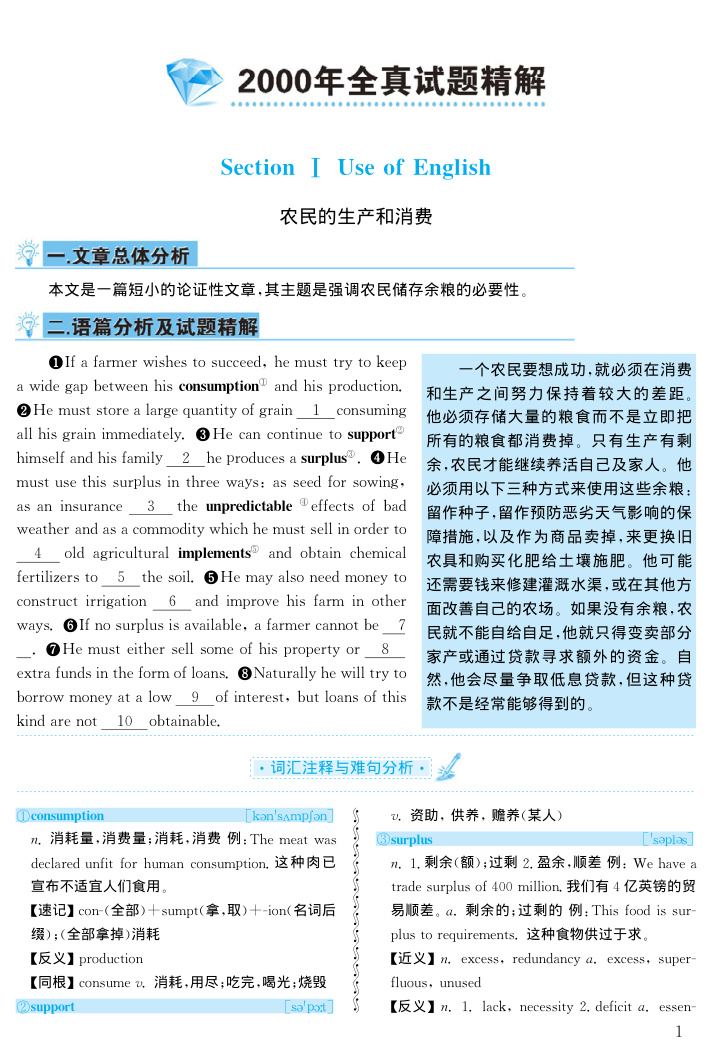 2000年全真试题精解
Section Ⅰ Use of English
农民的生产和消费
一.文章总体分析
本文是一篇短小的论证性文章,其主题是强调农民储存余粮的必要性。
二.语篇分析及试题精解
❶If a farmer wishes to succeed, he must try to keep
a wide gap between his consumption① and his production.
❷He must store a large quantity of grain __1__consuming
all his grain immediately. ❸He can continue to support②
himself and his family __2__he produces a surplus③. ❹He
must use this surplus in three ways: as seed for sowing,
as an insurance __3__ the unpredictable ④effects of bad
weather and as a commodity which he must sell in order to
__4__ old agricultural implements⑤ and obtain chemical
fertilizers to __5__the soil. ❺He may also need money to
construct irrigation __6__ and improve his farm in other
ways. ❻If no surplus is available, a farmer cannot be __7
__. ❼He must either sell some of his property or __8__
extra funds in the form of loans. ❽Naturally he will try to
borrow money at a low __9__of interest, but loans of this
kind are not __10__obtainable.
一个农民要想成功,就必须在消费
和生产之间努力保持着较大的差距。
他必须存储大量的粮食而不是立即把
所有的粮食都消费掉。只有生产有剩
余,农民才能继续养活自己及家人。他
必须用以下三种方式来使用这些余粮:
留作种子,留作预防恶劣天气影响的保
障措施,以及作为商品卖掉,来更换旧
农具和购买化肥给土壤施肥。他可能
还需要钱来修建灌溉水渠,或在其他方
面改善自己的农场。如果没有余粮,农
民就不能自给自足,他就只得变卖部分
家产或通过贷款寻求额外的资金。自
然,他会尽量争取低息贷款,但这种贷
款不是经常能够得到的。
·词汇注释与难句分析·
①consumption [kən'sʌmpʃən]
n. 消耗量,消费量;消耗,消费 例:The meat was
declared unfit for human consumption. 这种肉已
宣布不适宜人们食用。
【速记】con-(全部)+sumpt(拿,取)+-ion(名词后
缀);(全部拿掉)消耗
【反义】production
【同根】consume v. 消耗,用尽;吃完,喝光;烧毁
②support [sə'pɔːt]
v. 资助,供养,赡养(某人)
③surplus ['səpləs]
n. 1. 剩余(额);过剩 2. 盈余,顺差 例: We have a
trade surplus of 400 million. 我们有 4 亿英镑的贸
易顺差。a. 剩余的;过剩的 例:This food is sur-
plus to requirements. 这种食物供过于求。
【近义】n. excess, redundancy a. excess, super-
fluous, unused
【反义】n. 1. lack, necessity 2. deficit a. essen-
1